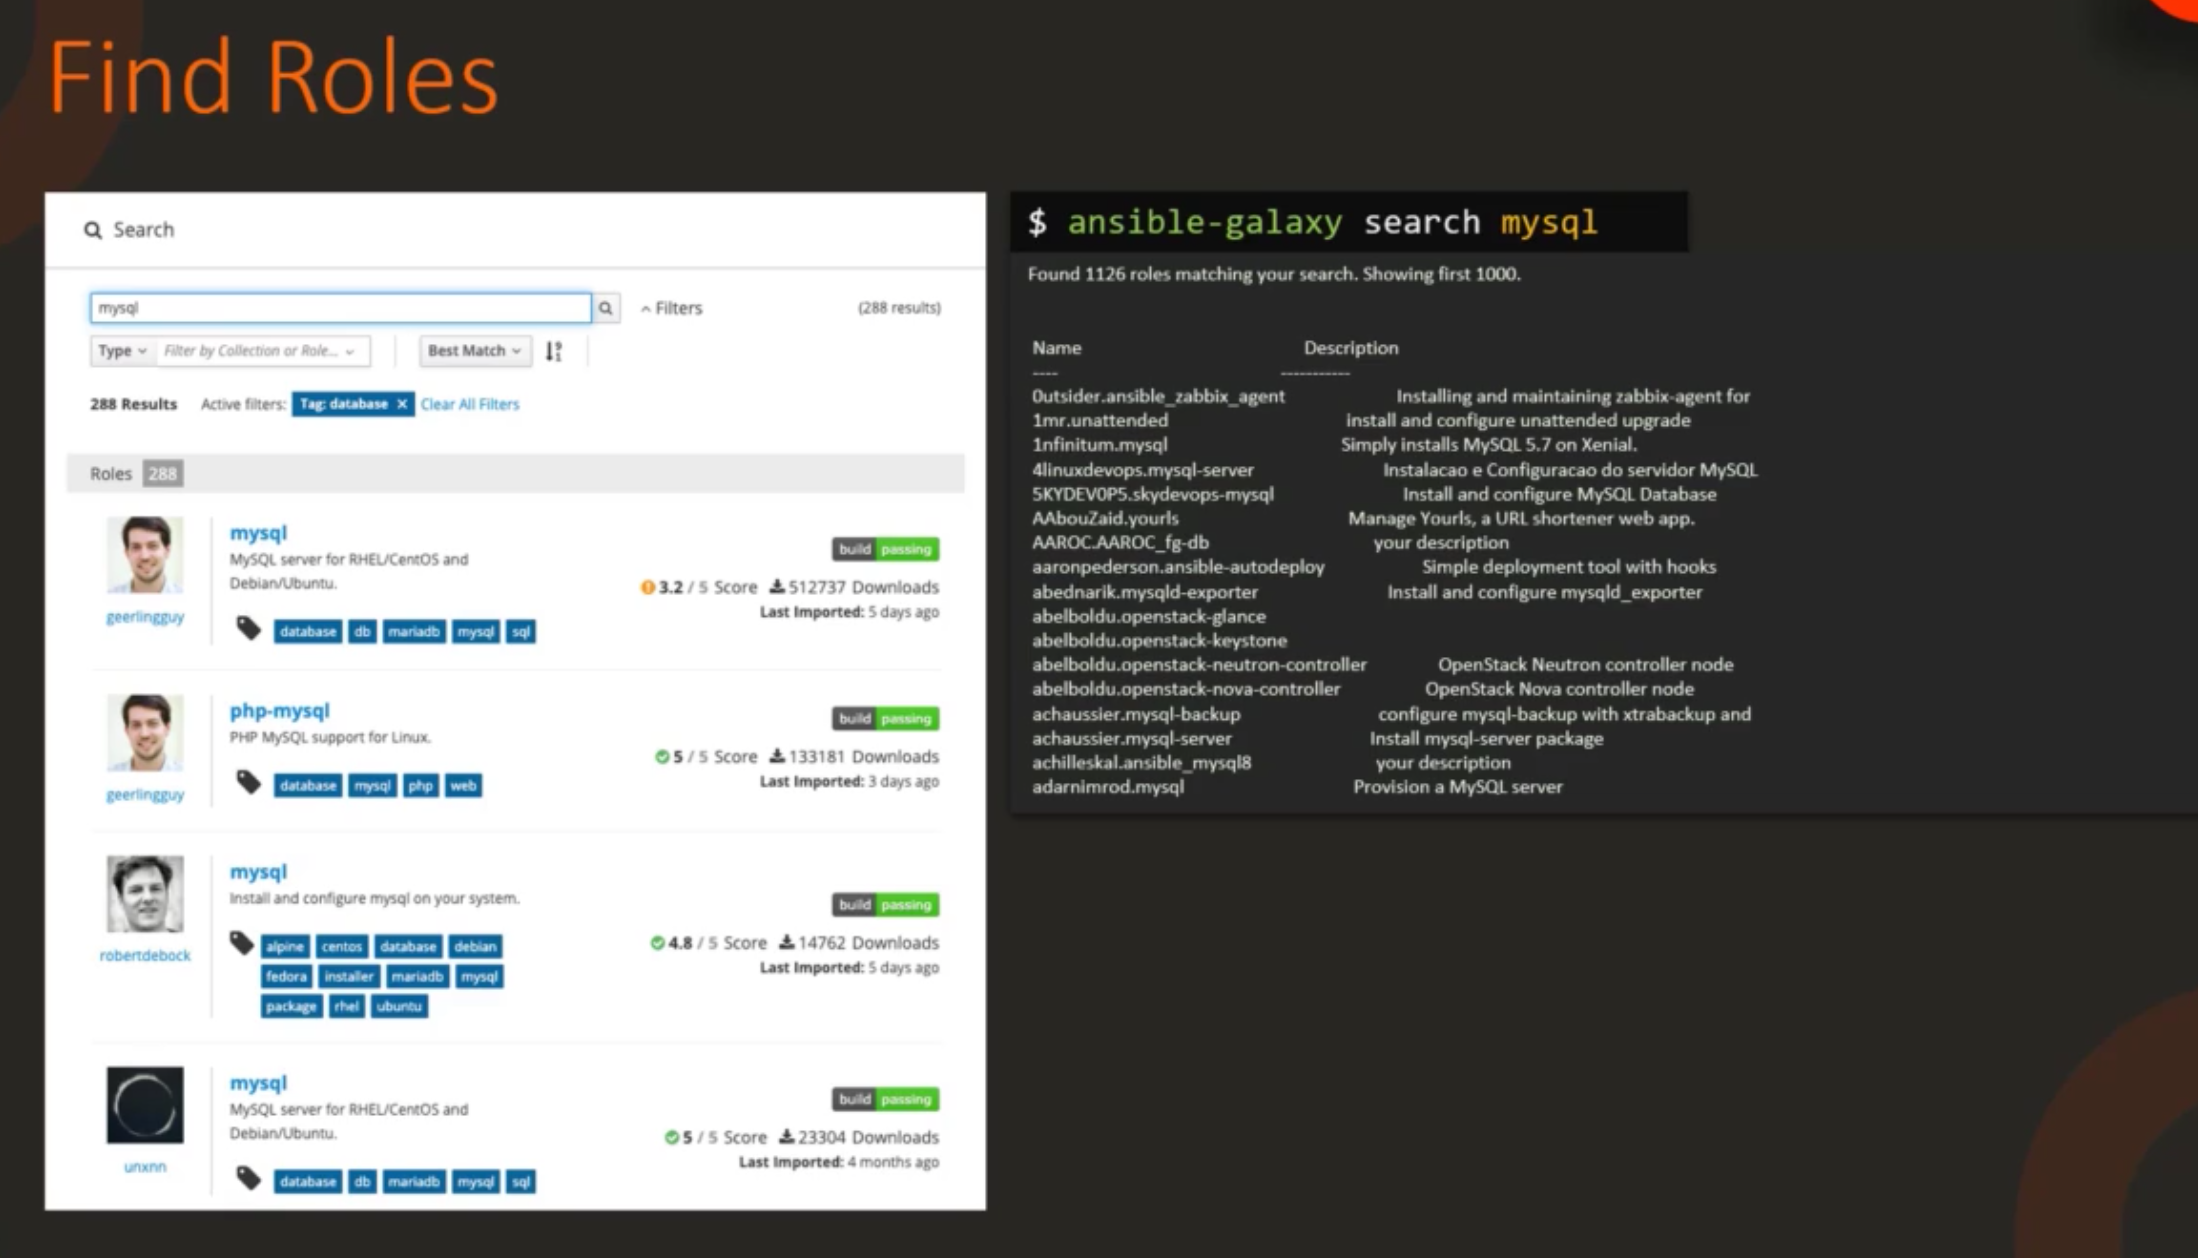 Find Roles
Search
mysql
Filters
(288 results)
Type
Filter by Collection or Role...
Best Match
288 Results Active filters: Tag: database × Clear All Filters
Roles 288
mysql
MySQL server for RHEL/CentOS and
Debian/Ubuntu.
build passing
3.2 / 5 Score 512737 Downloads
Last Imported: 5 days ago
geerlingguy
database db mariadb mysql sql
php-mysql
PHP MySQL support for Linux.
build passing
5 / 5 Score 133181 Downloads
Last Imported: 3 days ago
geerlingguy
database mysql php web
mysql
Install and configure mysql on your system.
build passing
4.8 / 5 Score 14762 Downloads
Last Imported: 5 days ago
robertdebock
alpine centos database debian
fedora installer mariadb mysql
package rhel ubuntu
mysql
MySQL server for RHEL/CentOS and
Debian/Ubuntu.
build passing
5 / 5 Score 23304 Downloads
Last Imported: 4 months ago
unxnn
database db mariadb mysql sql
$ ansible-galaxy search mysql
Found 1126 roles matching your search. Showing first 1000.
Name Description
---- -----------
0utsider.ansible_zabbix_agent Installing and maintaining zabbix-agent for
1mr.unattended install and configure unattended upgrade
1nfinitum.mysql Simply installs MySQL 5.7 on Xenial.
4linuxdevops.mysql-server Instalacao e Configuracao do servidor MySQL
5KYDEV0P5.skydevops-mysql Install and configure MySQL Database
AAbouZaid.yourls Manage Yourls, a URL shortener web app.
AAROC.AAROC_fg-db your description
aaronpederson.ansible-autodeploy Simple deployment tool with hooks
abednarik.mysqld-exporter Install and configure mysqld_exporter
abelboldu.openstack-glance
abelboldu.openstack-keystone
abelboldu.openstack-neutron-controller OpenStack Neutron controller node
abelboldu.openstack-nova-controller OpenStack Nova controller node
achaussier.mysql-backup configure mysql-backup with xtrabackup and
achaussier.mysql-server Install mysql-server package
achilleskal.ansible_mysql8 your description
adarnimrod.mysql Provision a MySQL server